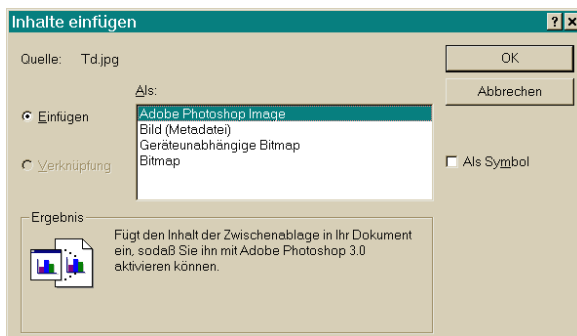 Inhalte einfügen
Quelle: Td.jpg
OK
Abbrechen
Als:
Einfügen
Verknüpfung
Adobe Photoshop Image
Bild (Metadatei)
Geräteunabhängige Bitmap
Bitmap
Als Symbol
Ergebnis
Fügt den Inhalt der Zwischenablage in Ihr Dokument
ein, sodaß Sie ihn mit Adobe Photoshop 3.0
aktivieren können.